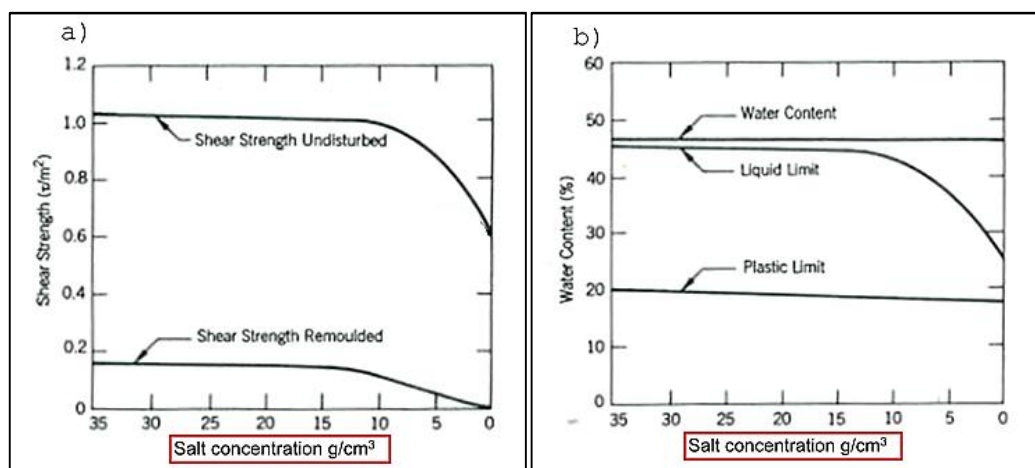 a)
1.2
1.0
0.8
0.6
0.4
0.2
0
Shear Strength (τ/m²)
Shear Strength Undisturbed
Shear Strength Remoulded
35 30 25 20 15 10 5 0
Salt concentration g/cm³
b)
60
50
40
30
20
10
0
Water Content (%)
Water Content
Liquid Limit
Plastic Limit
35 30 25 20 15 10 5 0
Salt concentration g/cm³